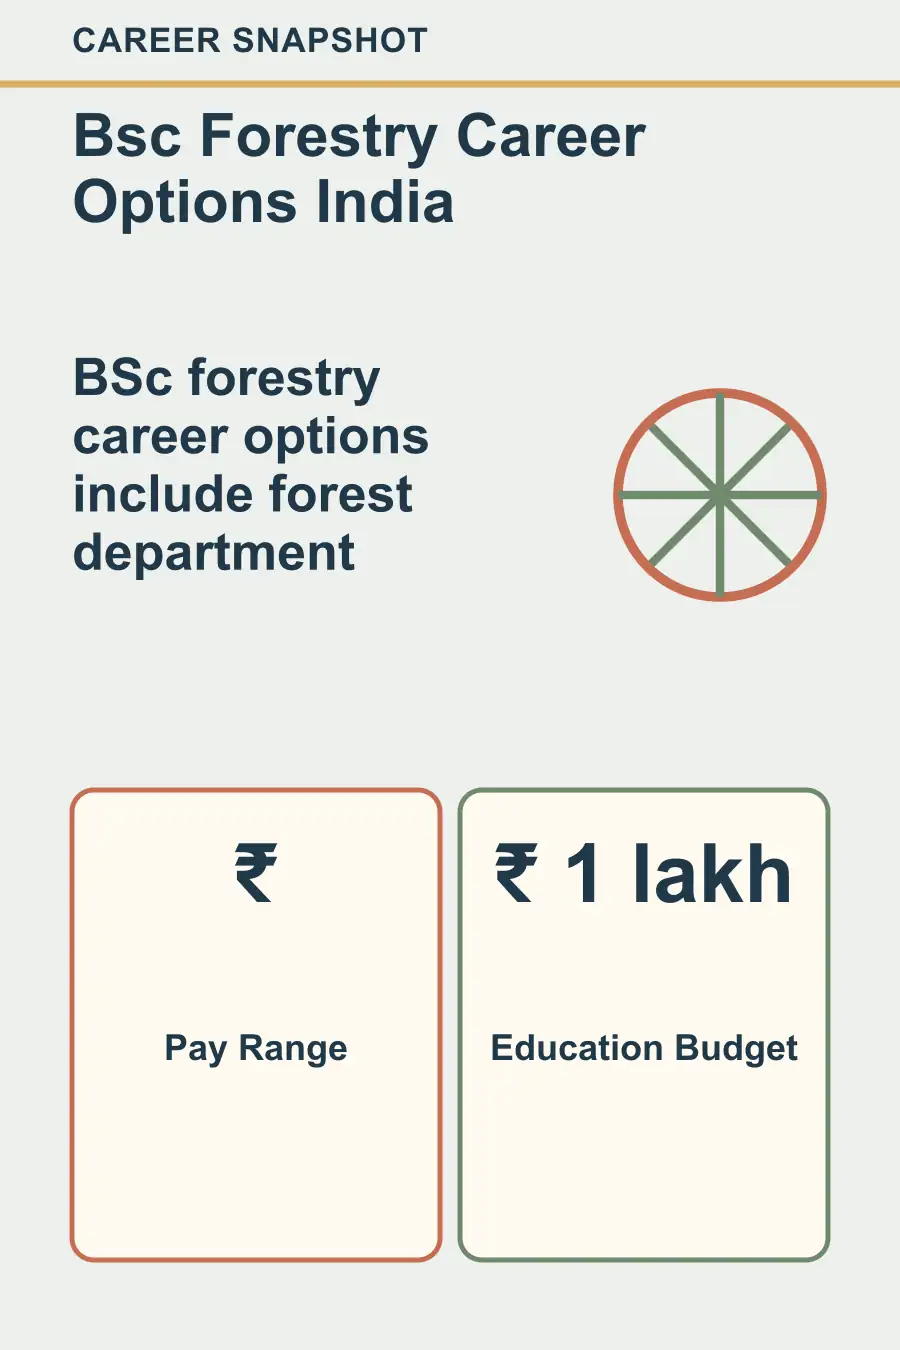 CAREER SNAPSHOT
Bsc Forestry Career
Options India
BSc forestry
career options
include forest
department
₹
₹ 1 lakh
Pay Range
Education Budget